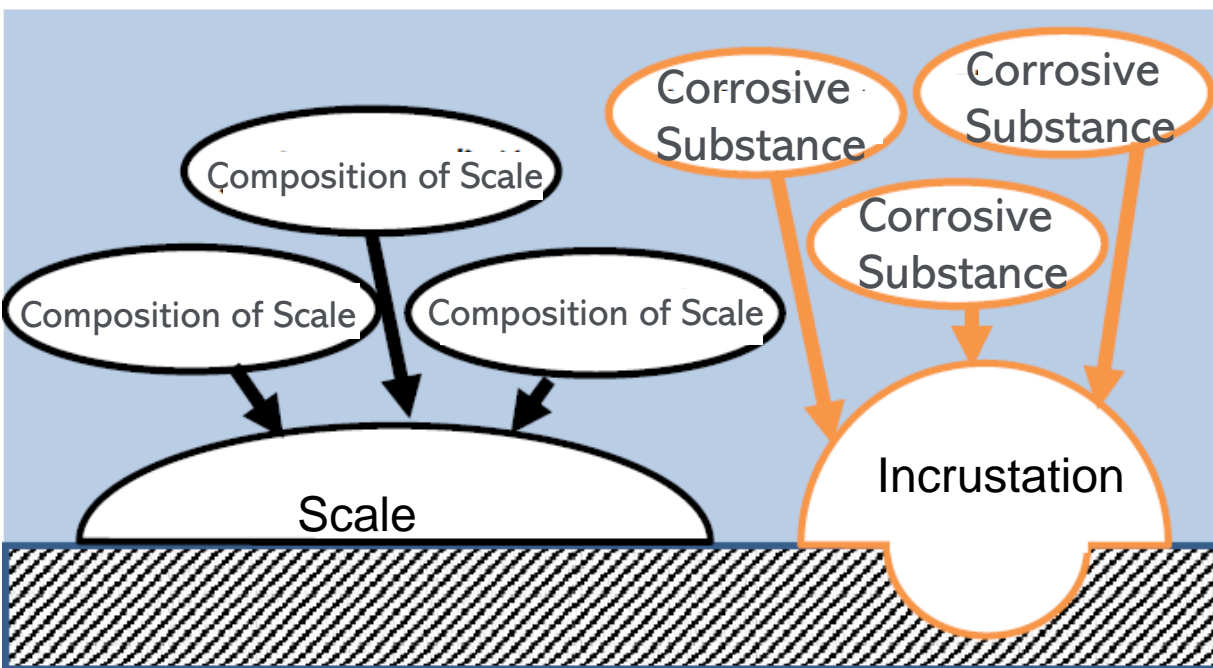 Corrosive
Substance
Corrosive
Substance
Composition of Scale
Corrosive
Substance
Composition of Scale
Composition of Scale
Scale
Incrustation